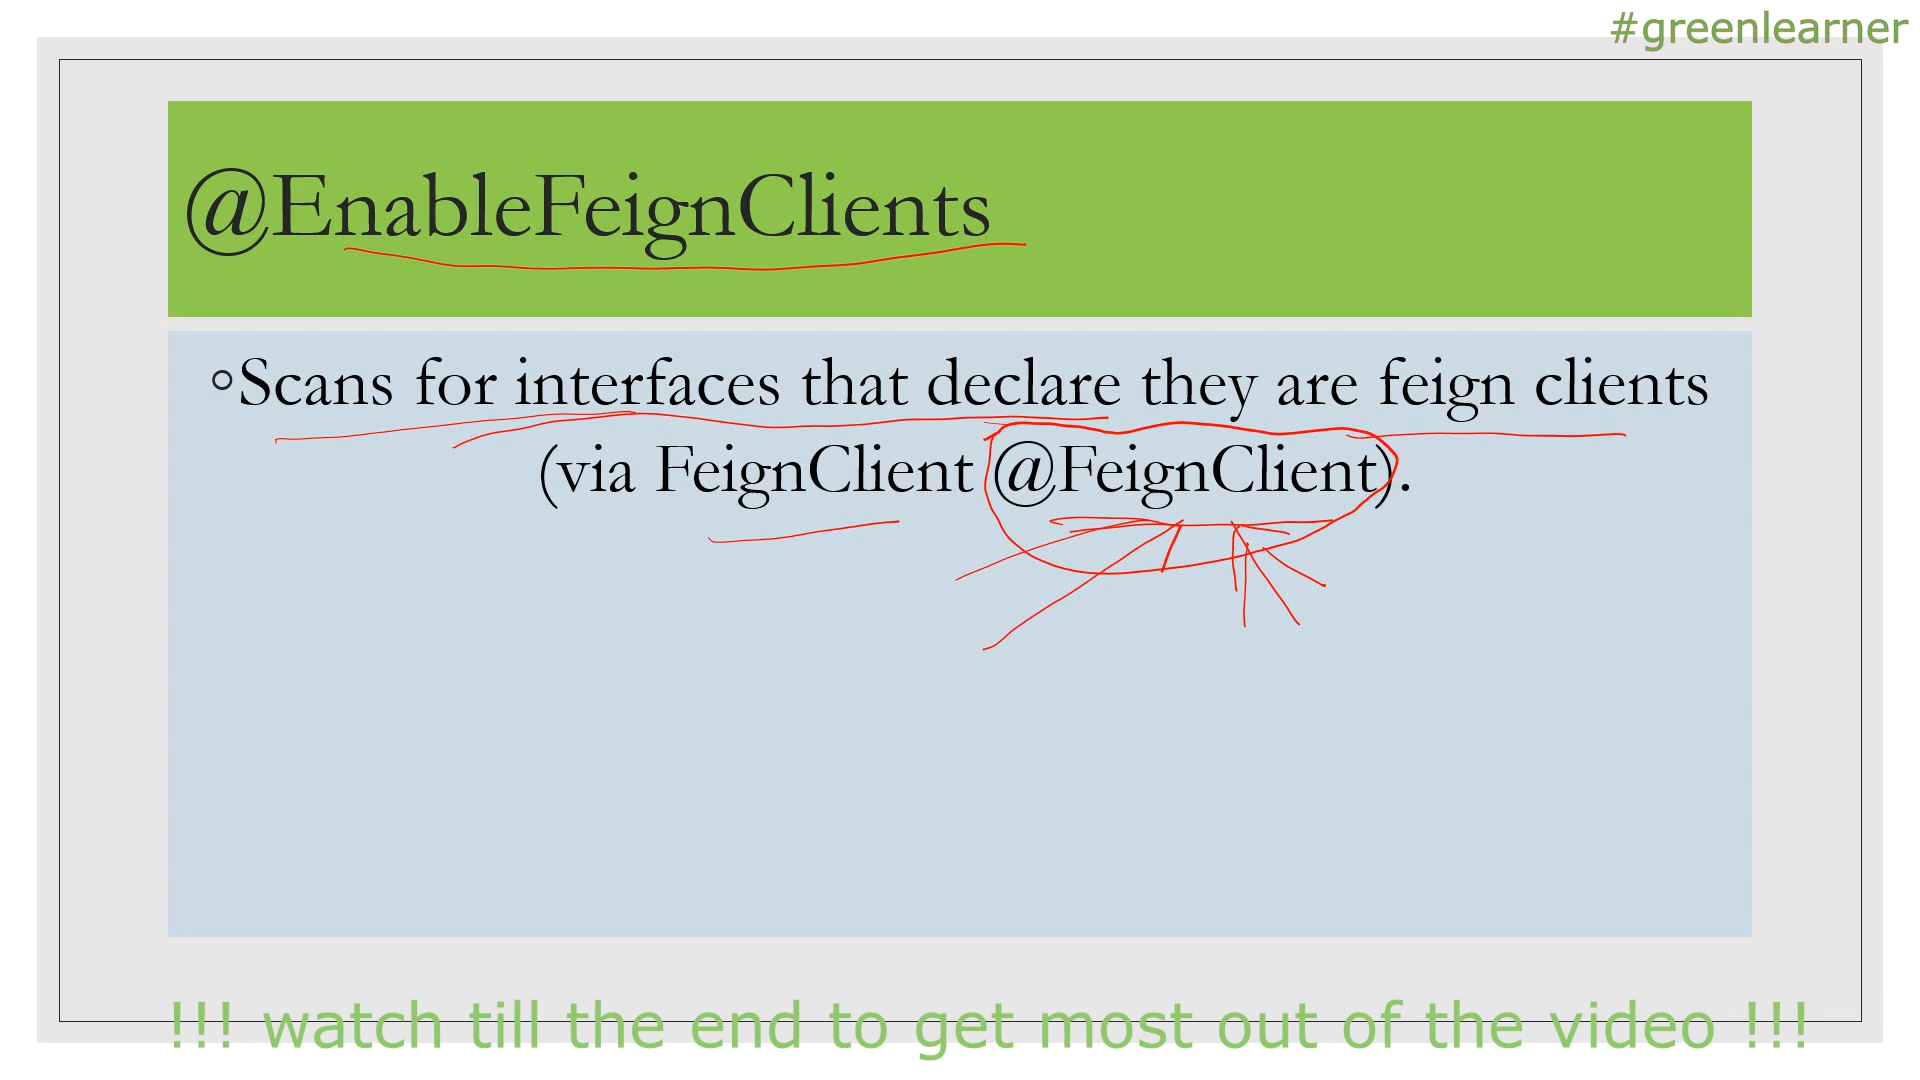 #greenlearner
@EnableFeignClients
◦Scans for interfaces that declare they are feign clients
(via FeignClient @FeignClient).
!!! watch till the end to get most out of the video !!!